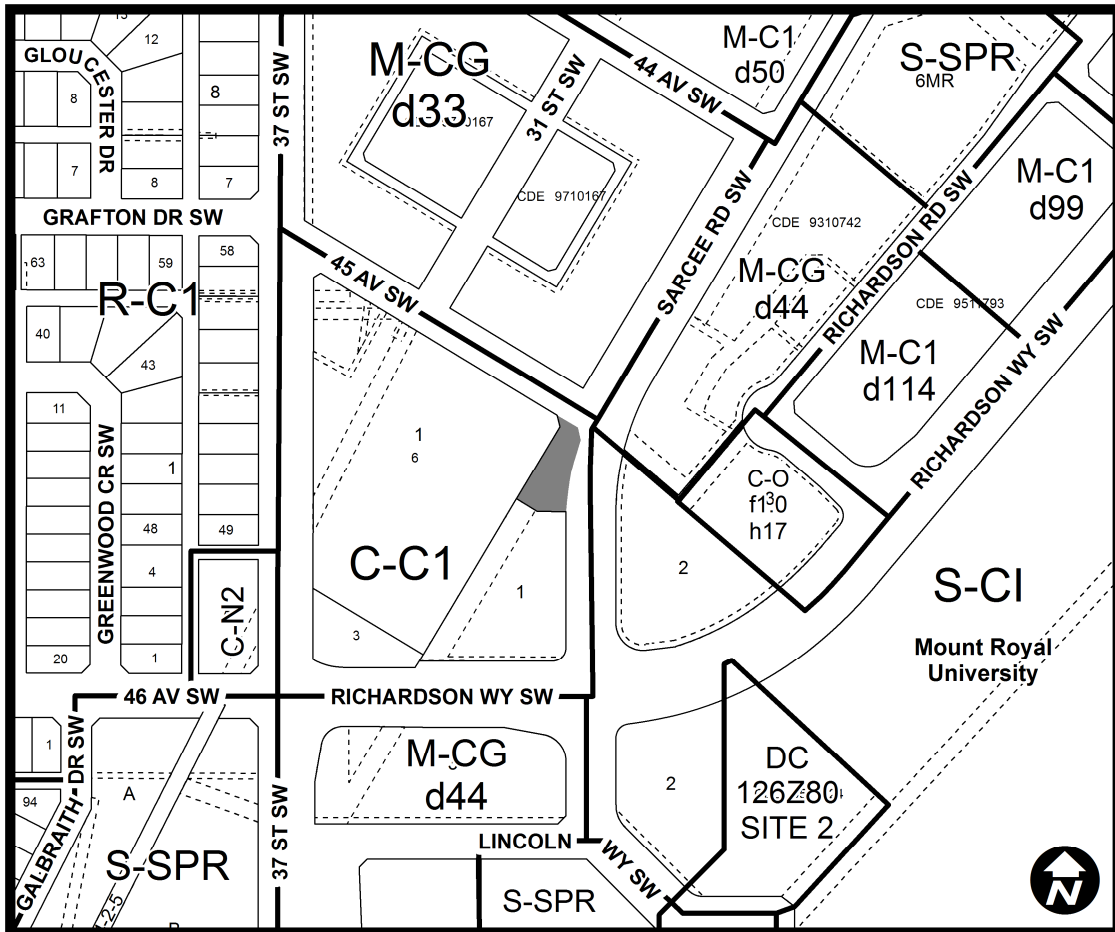 13
12
GLOUCESTER DR
8
8
7
8
7
37 ST SW
M-CG
d33
31 ST SW
CDE 9710167
44 AV SW
M-C1
d50
S-SPR
6MR
M-C1
d99
GRAFTON DR SW
63
59
58
R-C1
40
43
45 AV SW
SARCEE RD SW
CDE 9310742
M-CG
d44
RICHARDSON RD SW
CDE 9511793
M-C1
d114
RICHARDSON WY SW
11
GREENWOOD CR SW
1
48
49
4
20
1
C-N2
1
6
C-C1
3
1
2
C-O
f1.0
3
h17
S-CI
Mount Royal
University
46 AV SW
RICHARDSON WY SW
1
DR SW
94
GALBRAITH
A
S-SPR
37 ST SW
M-CG
d44
LINCOLN
WY SW
S-SPR
2
DC
126Z80
SITE 2
N